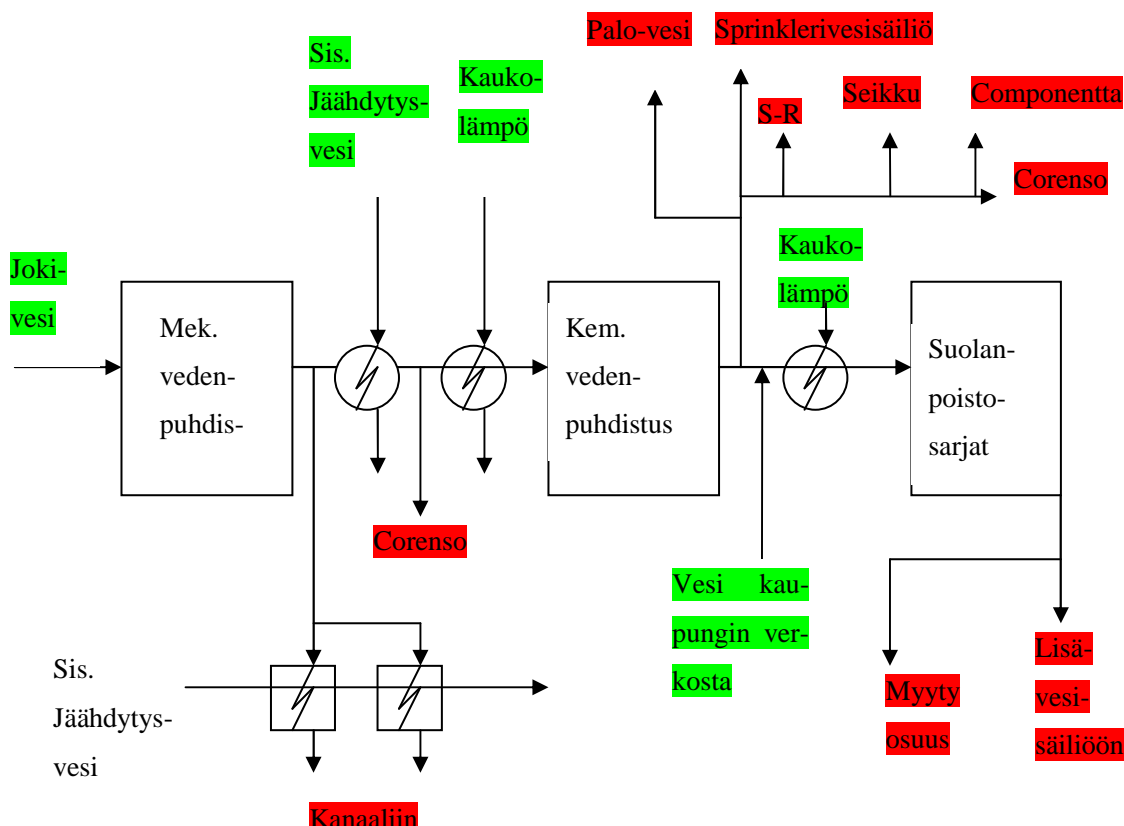 Palo-vesi
Sprinklerivesisäiliö
Sis.
Jäähdytys-
vesi
Kauko-
lämpö
S-R
Seikku
Componentta
Corenso
Joki-
vesi
Mek.
veden-
puhdis-
Kem.
veden-
puhdistus
Kauko-
lämpö
Suolan-
poisto-
sarjat
Corenso
Vesi kau-
pungin ver-
kosta
Sis.
Jäähdytys-
vesi
Kanaaliin
Myyty
osuus
Lisä-
vesi-
säiliöön